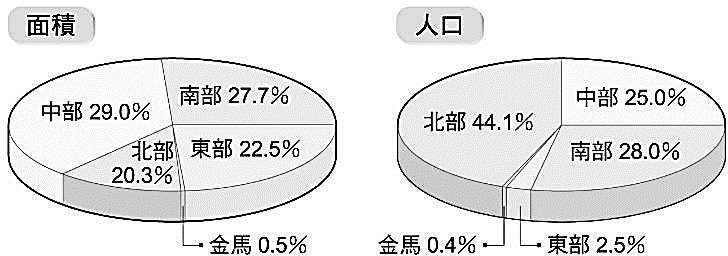 面積
中部 29.0%
南部 27.7%
北部
20.3%
東部 22.5%
金馬 0.5%
人口
北部 44.1%
中部 25.0%
南部 28.0%
金馬 0.4%
東部 2.5%